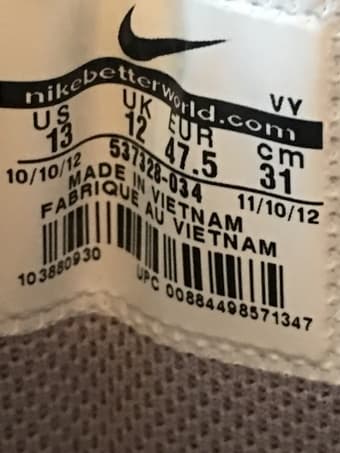 nikebetterworld.com
VY
US UK EUR cm
13 12 47.5 31
10/10/12 537328-034 11/10/12
MADE IN VIETNAM
FABRIQUE AU VIETNAM
103880930 UPC 00884498571347